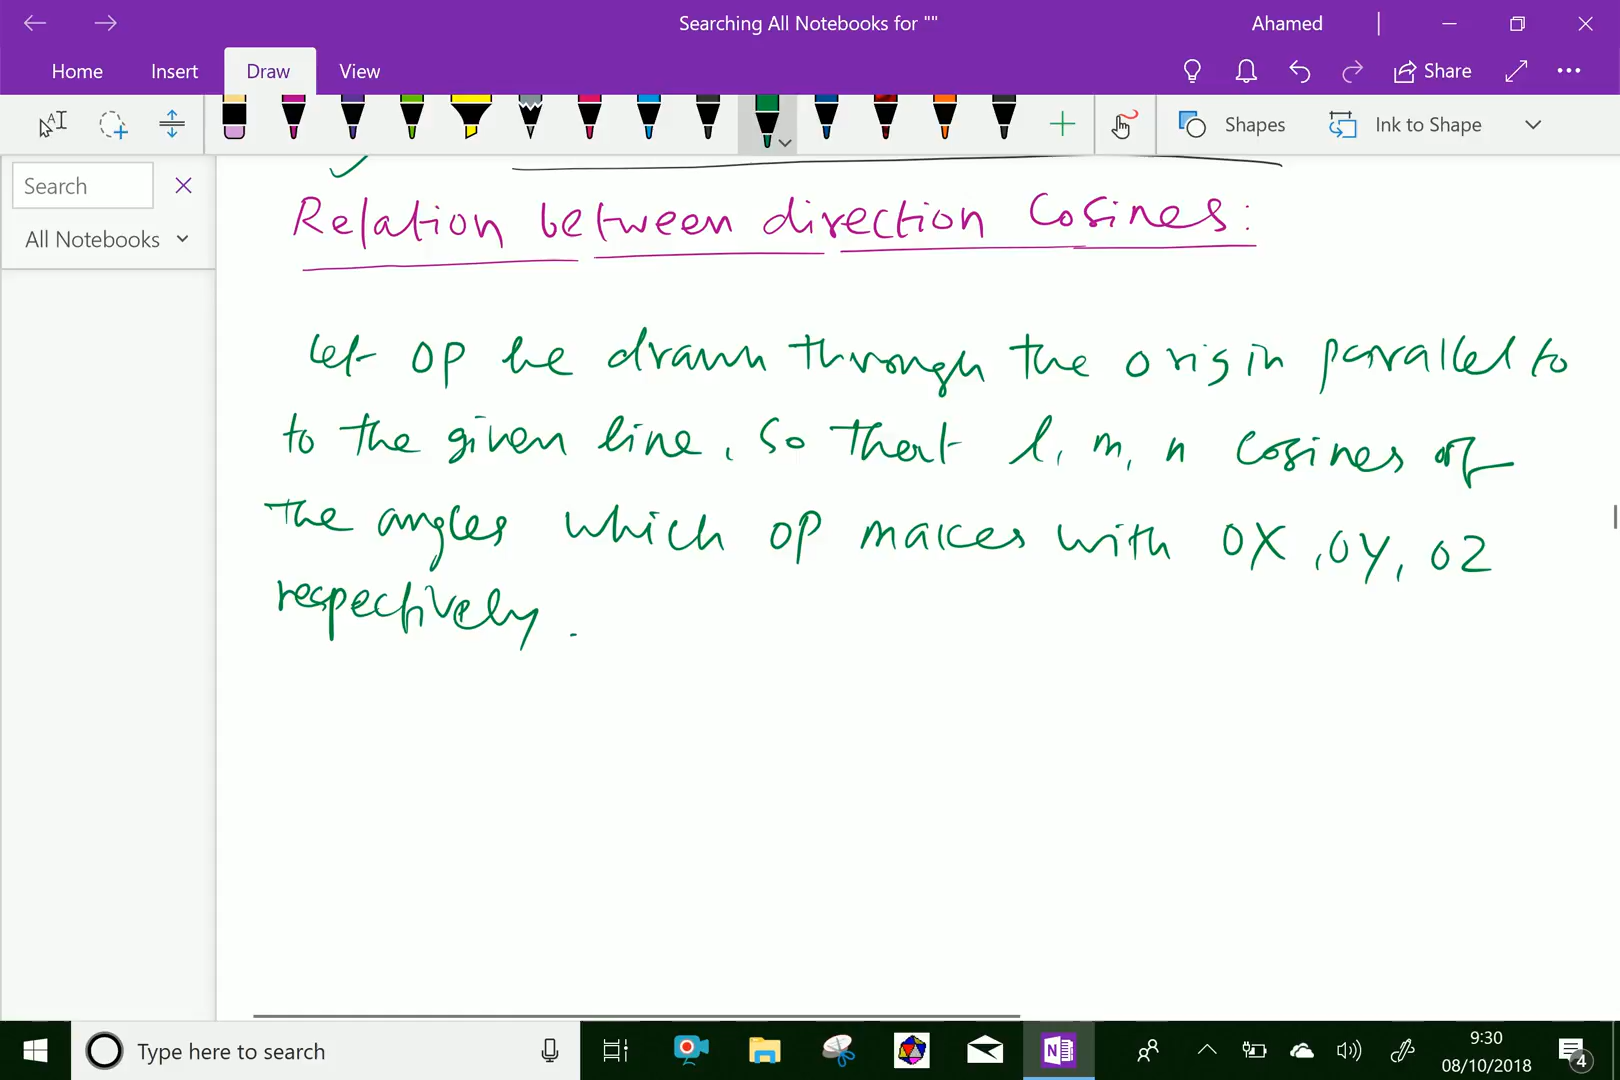 Searching All Notebooks for ""
Ahamed
Home Insert Draw View
Share
Shapes
Ink to Shape
Search
All Notebooks
Relation between direction Cosines:
Let OP be drawn through the origin parallel to
to the given line, So that l, m, n Cosines of
the angles which OP makes with OX, OY, OZ
respectively.
Type here to search
9:30
08/10/2018
4